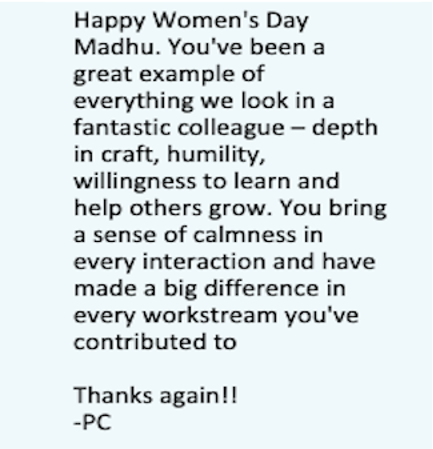 Happy Women's Day
Madhu. You've been a
great example of
everything we look in a
fantastic colleague – depth
in craft, humility,
willingness to learn and
help others grow. You bring
a sense of calmness in
every interaction and have
made a big difference in
every workstream you've
contributed to

Thanks again!!
-PC